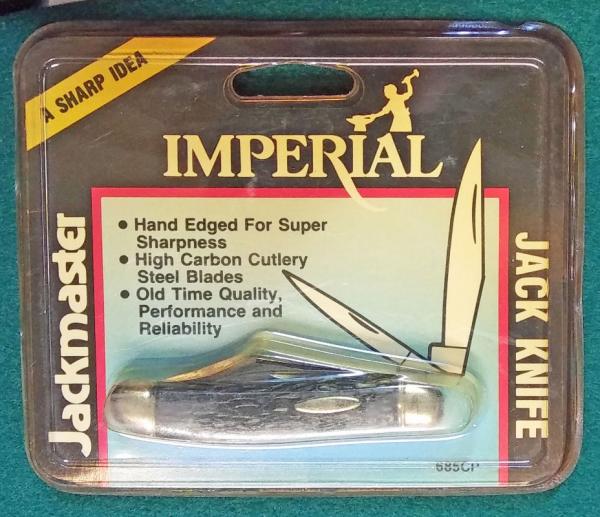 A SHARP IDEA
IMPERIAL
Jackmaster
• Hand Edged For Super
Sharpness
• High Carbon Cutlery
Steel Blades
• Old Time Quality,
Performance and
Reliability
JACK KNIFE
685CP